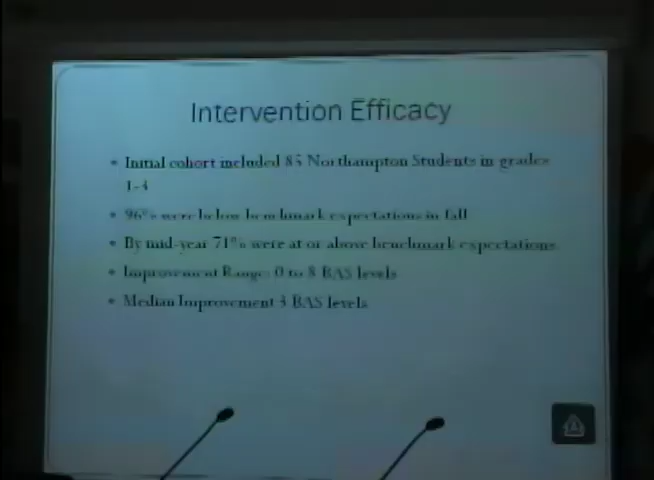 Intervention Efficacy
• Initial cohort included 85 Northampton Students in grades
1-4
• 96% were below benchmark expectations in fall
• By mid-year 71% were at or above benchmark expectations
• Improvement Range: 0 to 8 BAS levels
• Median Improvement 3 BAS levels